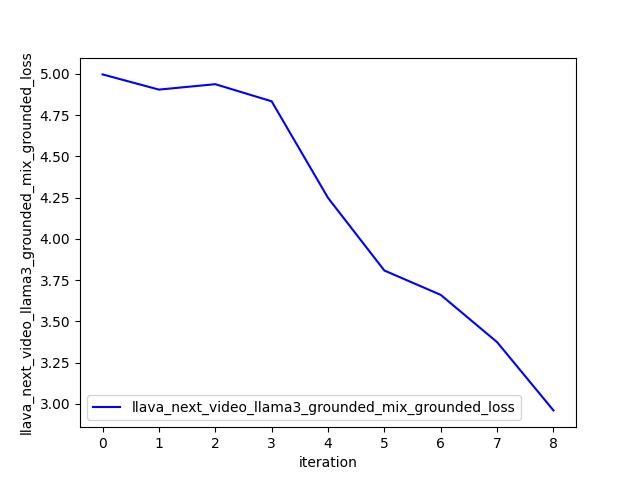 llava_next_video_llama3_grounded_mix_grounded_loss
5.00
4.75
4.50
4.25
4.00
3.75
3.50
3.25
3.00
llava_next_video_llama3_grounded_mix_grounded_loss
0 1 2 3 4 5 6 7 8
iteration